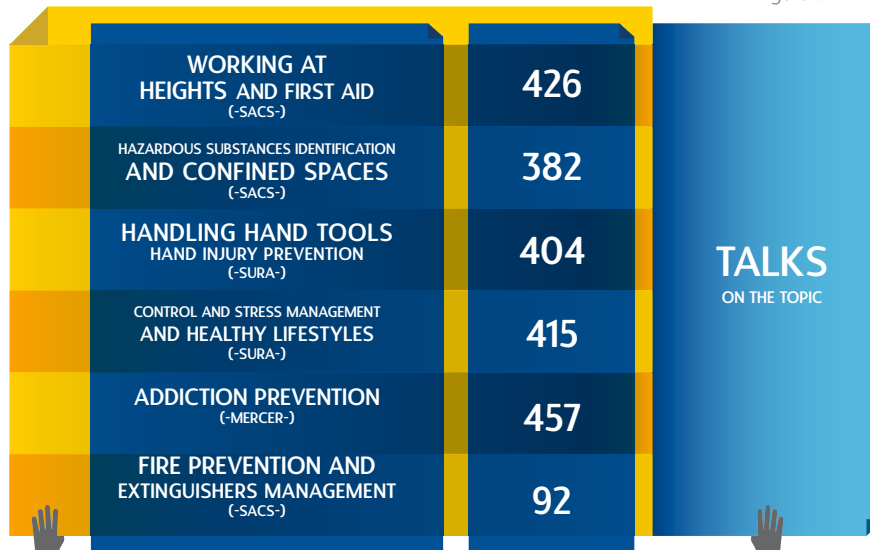 WORKING AT
HEIGHTS AND FIRST AID
(-SACS-)
426
HAZARDOUS SUBSTANCES IDENTIFICATION
AND CONFINED SPACES
(-SACS-)
382
HANDLING HAND TOOLS
HAND INJURY PREVENTION
(-SURA-)
404
CONTROL AND STRESS MANAGEMENT
AND HEALTHY LIFESTYLES
(-SURA-)
415
ADDICTION PREVENTION
(-MERCER-)
457
FIRE PREVENTION AND
EXTINGUISHERS MANAGEMENT
(-SACS-)
92
TALKS
ON THE TOPIC